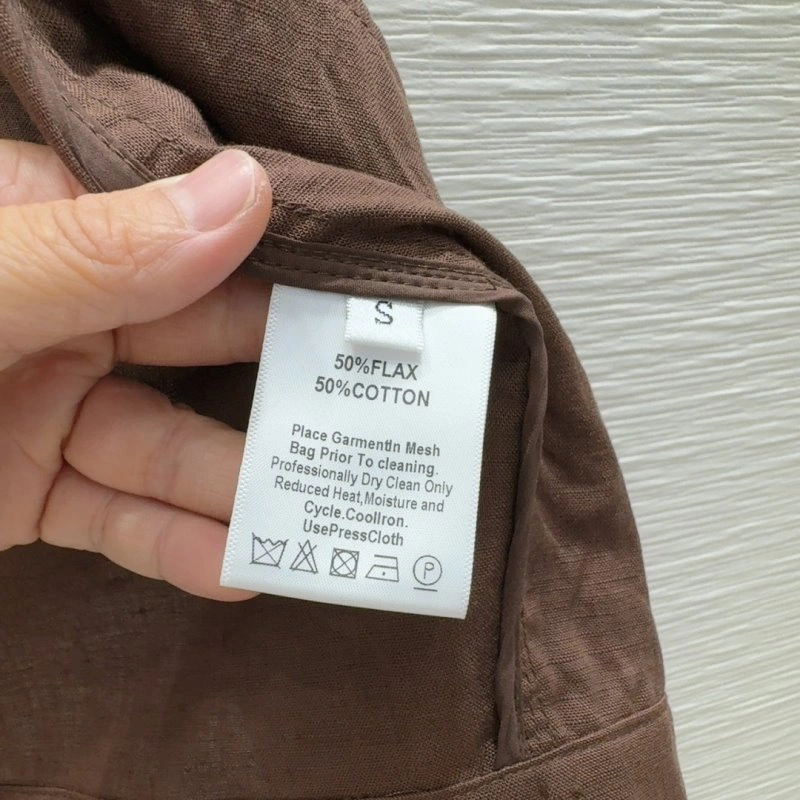 S
50%FLAX
50%COTTON
Place GarmentIn Mesh
Bag Prior To cleaning.
Professionally Dry Clean Only
Reduced Heat,Moisture and
Cycle.CoolIron.
UsePressCloth
P